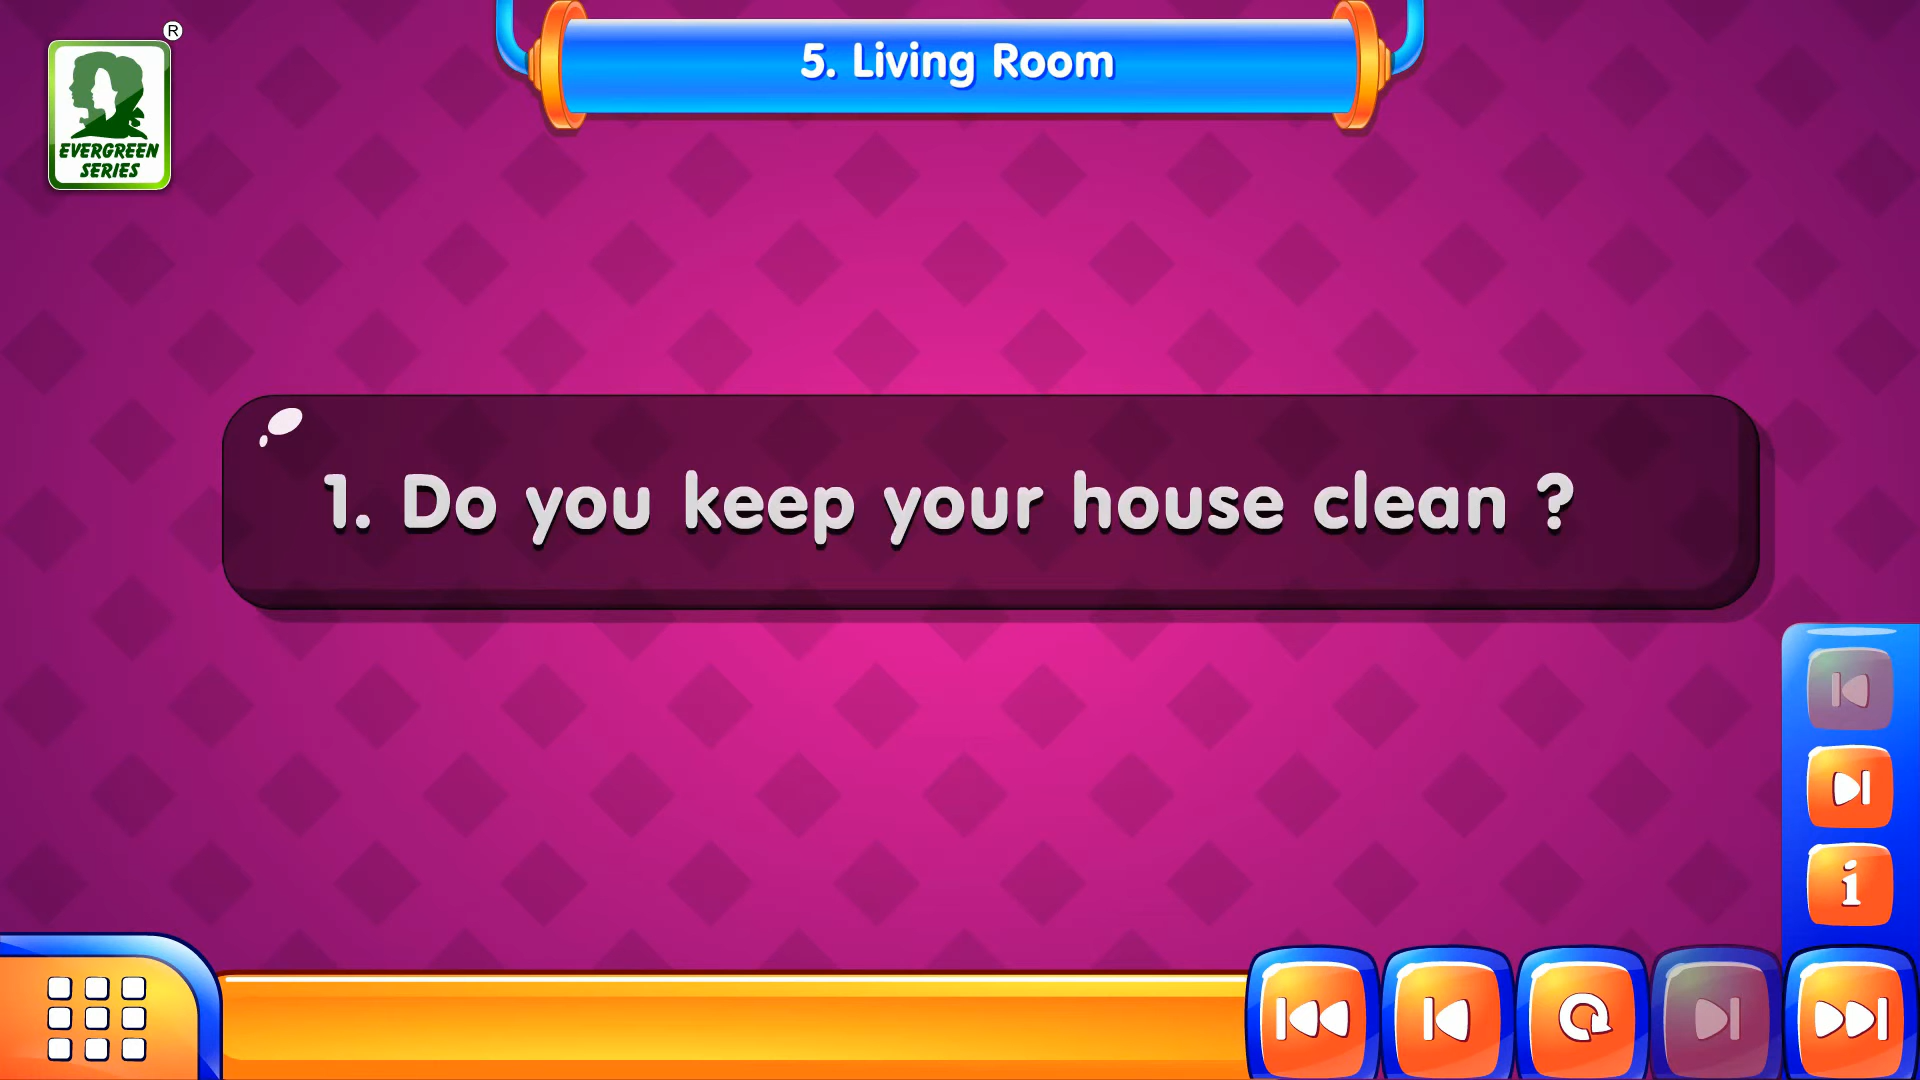 ®
5. Living Room
EVERGREEN
SERIES
1. Do you keep your house clean ?
i